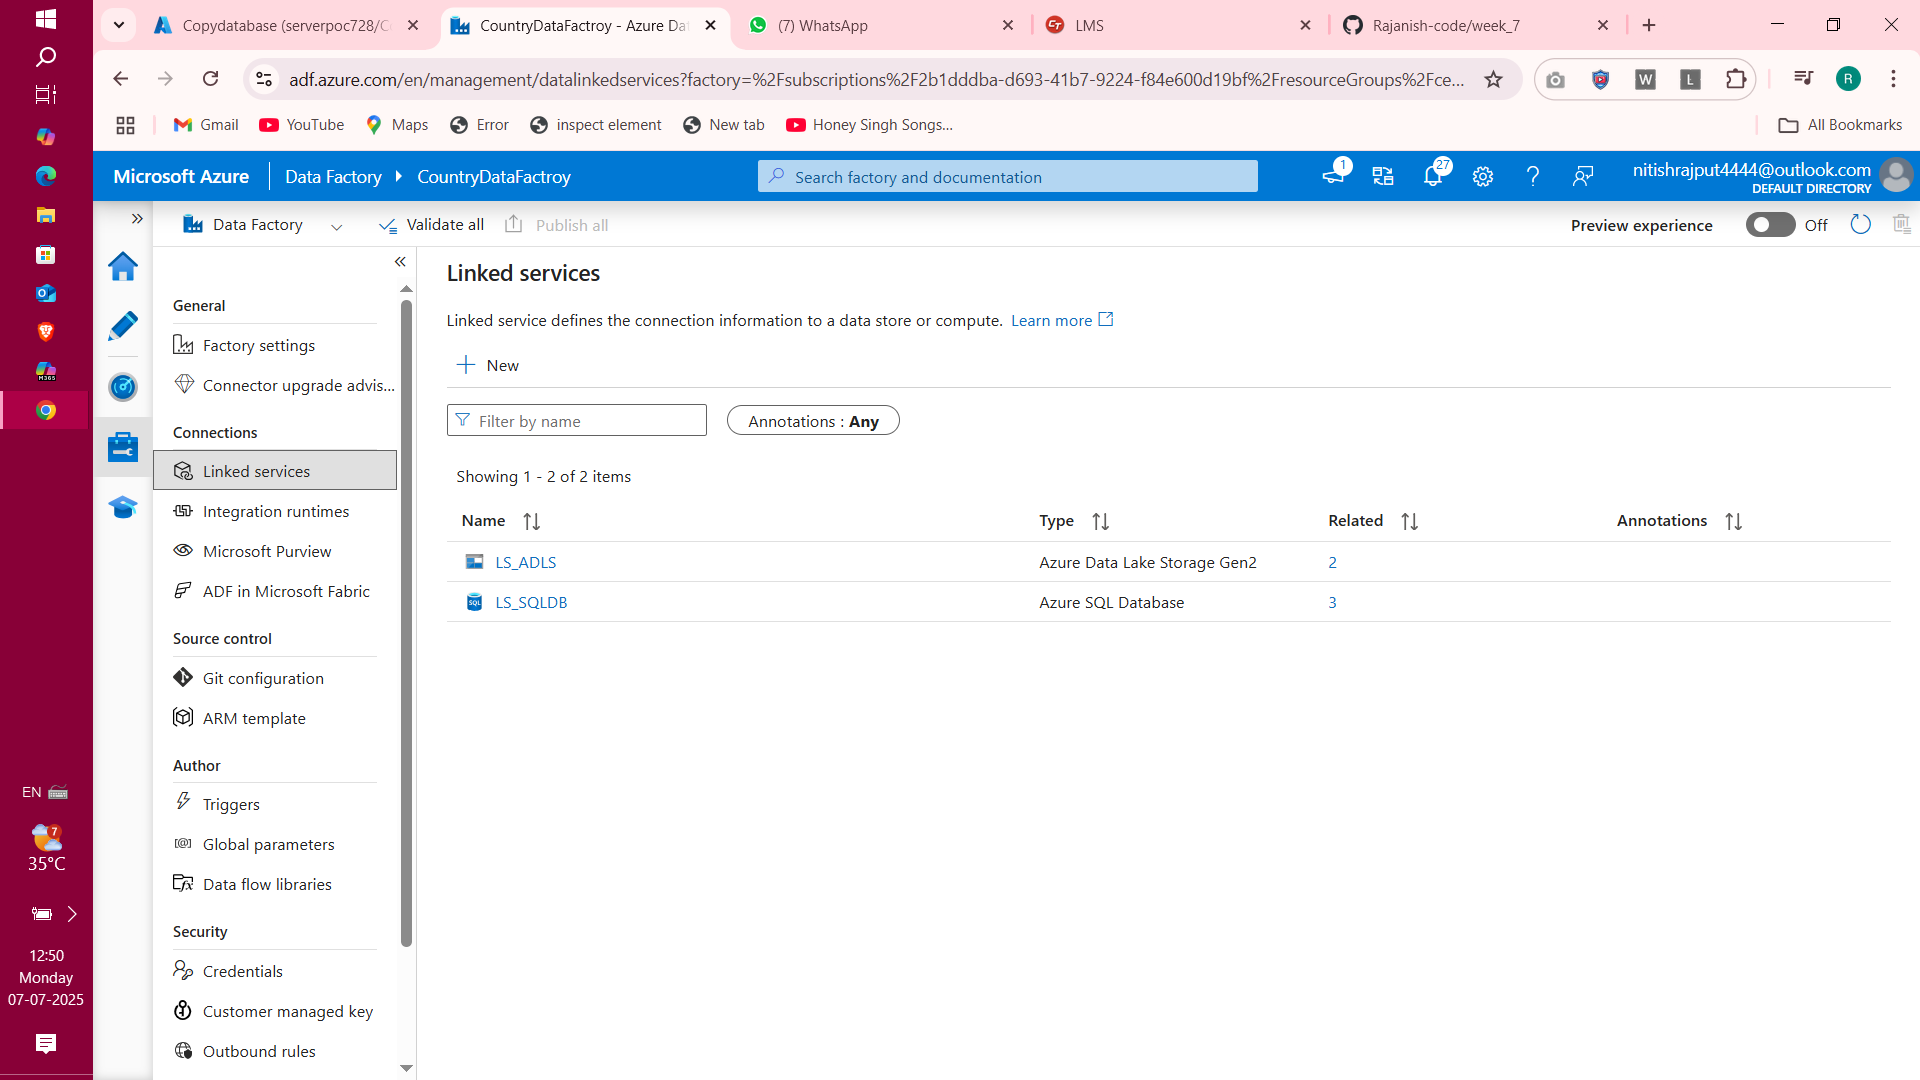 Copydatabase (serverpoc728/C
CountryDataFactroy - Azure Da
(7) WhatsApp
LMS
Rajanish-code/week_7
adf.azure.com/en/management/datalinkedservices?factory=%2Fsubscriptions%2F2b1dddba-d693-41b7-9224-f84e600d19bf%2FresourceGroups%2Fce...
W
L
R
Gmail
YouTube
Maps
Error
inspect element
New tab
Honey Singh Songs...
All Bookmarks
Microsoft Azure
Data Factory
CountryDataFactroy
Search factory and documentation
1
27
nitishrajput4444@outlook.com
DEFAULT DIRECTORY
Data Factory
Validate all
Publish all
Preview experience
Off
General
Factory settings
Connector upgrade advis...
Connections
Linked services
Integration runtimes
Microsoft Purview
ADF in Microsoft Fabric
Source control
Git configuration
ARM template
Author
Triggers
Global parameters
Data flow libraries
Security
Credentials
Customer managed key
Outbound rules
Linked services
Linked service defines the connection information to a data store or compute. Learn more
New
Filter by name
Annotations : Any
Showing 1 - 2 of 2 items
Name Type Related Annotations
LS_ADLS Azure Data Lake Storage Gen2 2
LS_SQLDB Azure SQL Database 3
M365
EN
7
35°C
12:50
Monday
07-07-2025